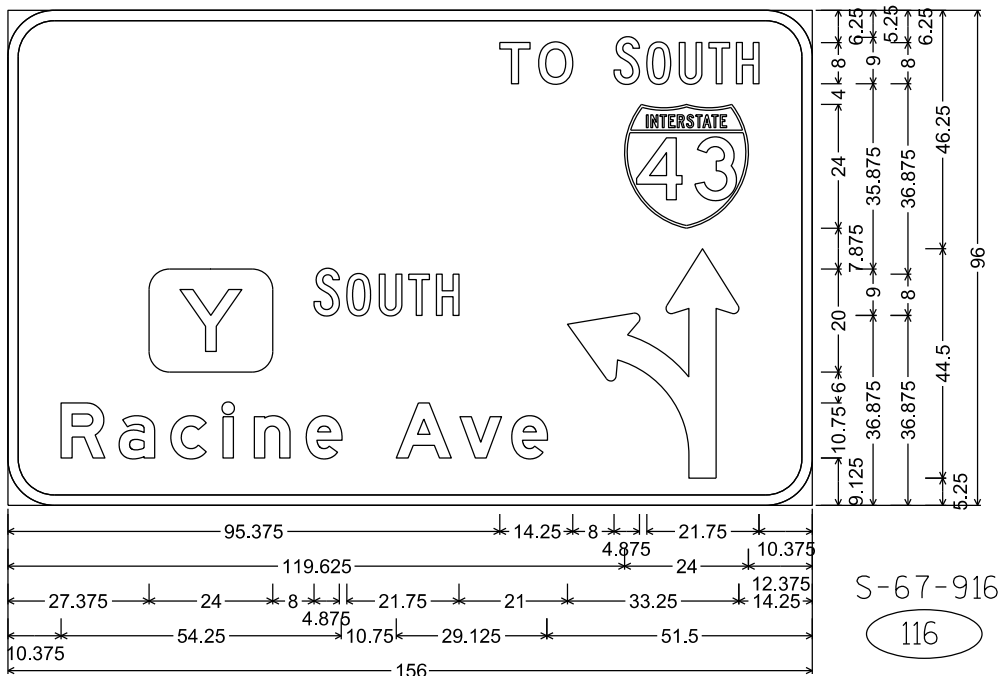 TO SOUTH
INTERSTATE
43
Y SOUTH
Racine Ave
6.25 8 4 24 7.875 20 6 10.75 9.125
5.25 9 35.875 9 36.875
6.25 8 36.875 8 36.875
46.25 44.5 5.25
96
95.375 14.25 8 4.875 21.75 10.375
119.625 24 12.375
27.375 24 8 4.875 21.75 21 33.25 14.25
10.375 54.25 10.75 29.125 51.5
156
S-67-916
116